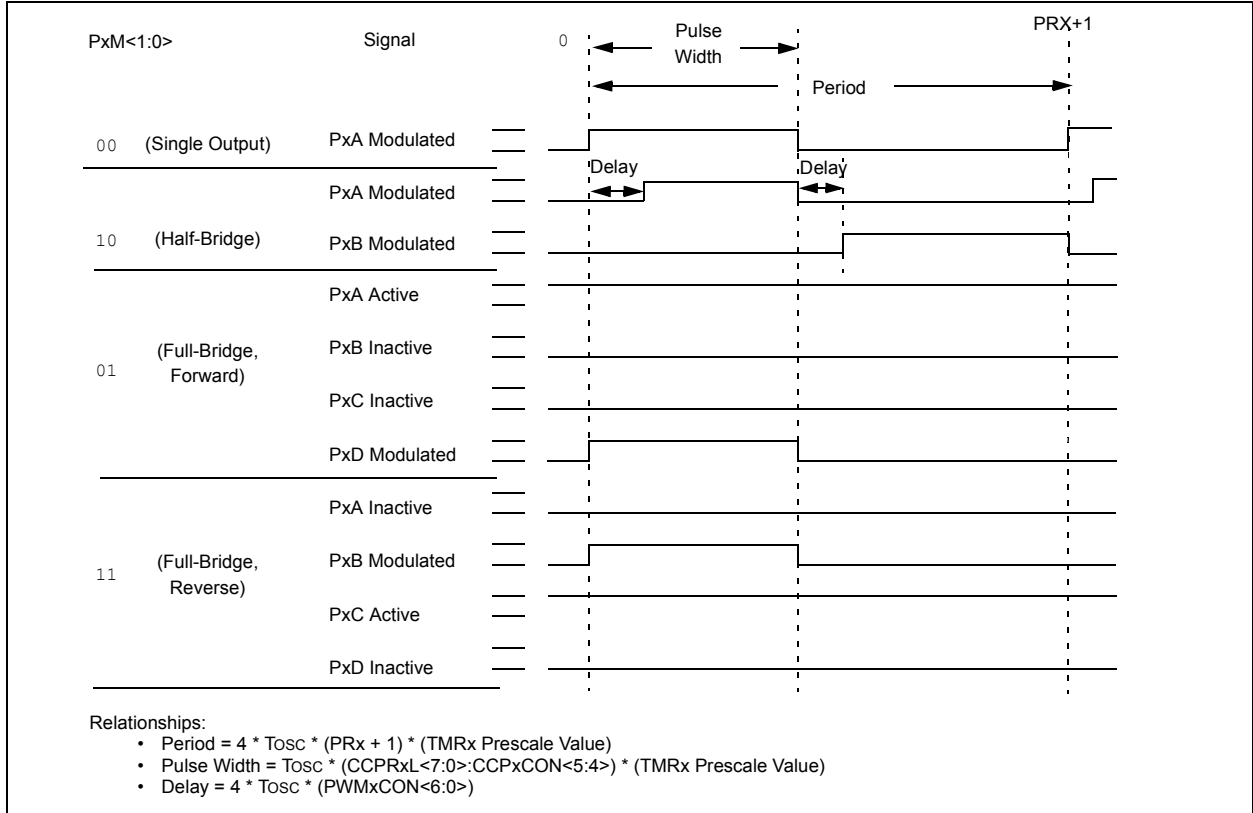 PxM<1:0> Signal 0 Pulse Width PRX+1
Period
00 (Single Output) PxA Modulated
Delay Delay
PxA Modulated
10 (Half-Bridge) PxB Modulated
PxA Active
01 (Full-Bridge, Forward) PxB Inactive
PxC Inactive
PxD Modulated
PxA Inactive
11 (Full-Bridge, Reverse) PxB Modulated
PxC Active
PxD Inactive
Relationships:
• Period = 4 * TOSC * (PRx + 1) * (TMRx Prescale Value)
• Pulse Width = TOSC * (CCPRxL<7:0>:CCPxCON<5:4>) * (TMRx Prescale Value)
• Delay = 4 * TOSC * (PWMxCON<6:0>)